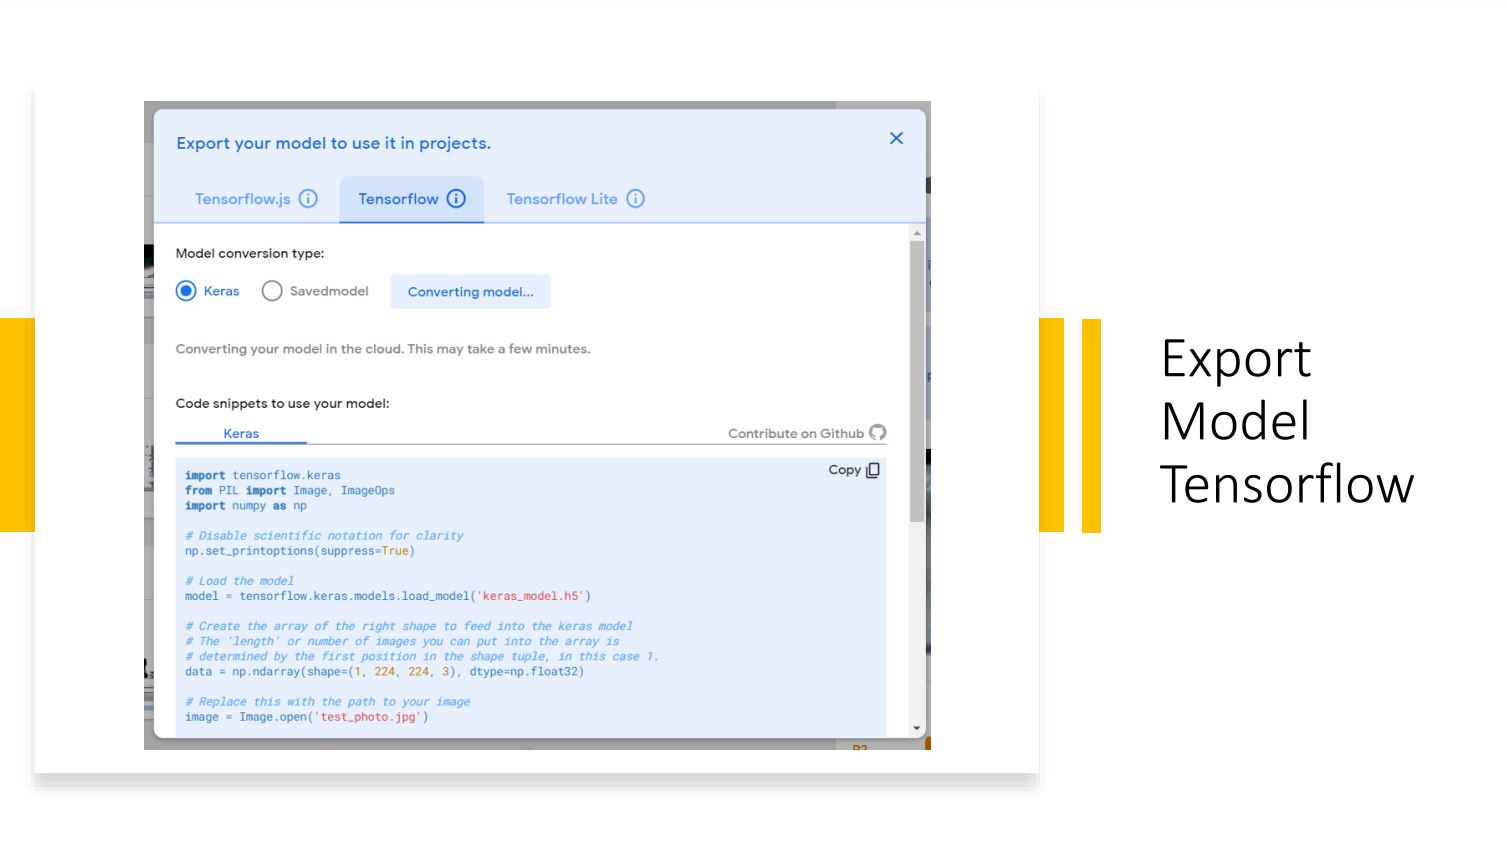 Export your model to use it in projects.
Tensorflow.js Tensorflow Tensorflow Lite
Model conversion type:
Keras Savedmodel Converting model...
Converting your model in the cloud. This may take a few minutes.
Code snippets to use your model:
Keras Contribute on Github
Copy
import tensorflow.keras
from PIL import Image, ImageOps
import numpy as np
# Disable scientific notation for clarity
np.set_printoptions(suppress=True)
# Load the model
model = tensorflow.keras.models.load_model('keras_model.h5')
# Create the array of the right shape to feed into the keras model
# The 'length' or number of images you can put into the array is
# determined by the first position in the shape tuple, in this case 1.
data = np.ndarray(shape=(1, 224, 224, 3), dtype=np.float32)
# Replace this with the path to your image
image = Image.open('test_photo.jpg')
Export
Model
Tensorflow